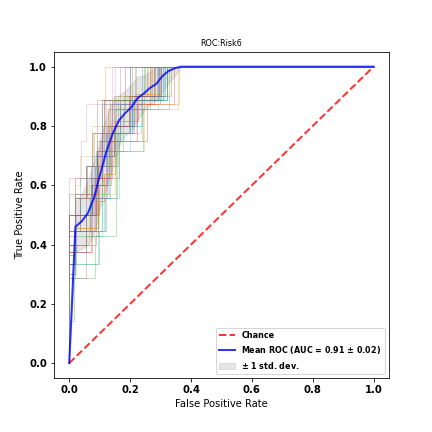 ROC:Risk6
1.0
0.8
0.6
0.4
0.2
0.0
True Positive Rate
Chance
Mean ROC (AUC = 0.91 ± 0.02)
± 1 std. dev.
0.0 0.2 0.4 0.6 0.8 1.0
False Positive Rate